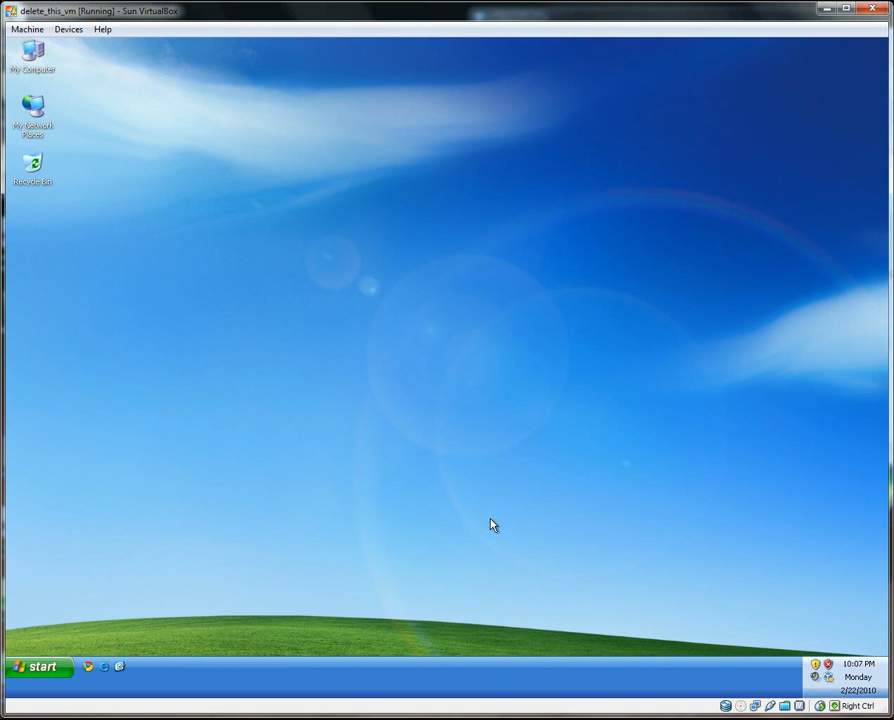 delete_this_vm [Running] - Sun VirtualBox
Machine Devices Help
My Computer
My Network
Places
Recycle Bin
start
10:07 PM
Monday
2/22/2010
Right Ctrl